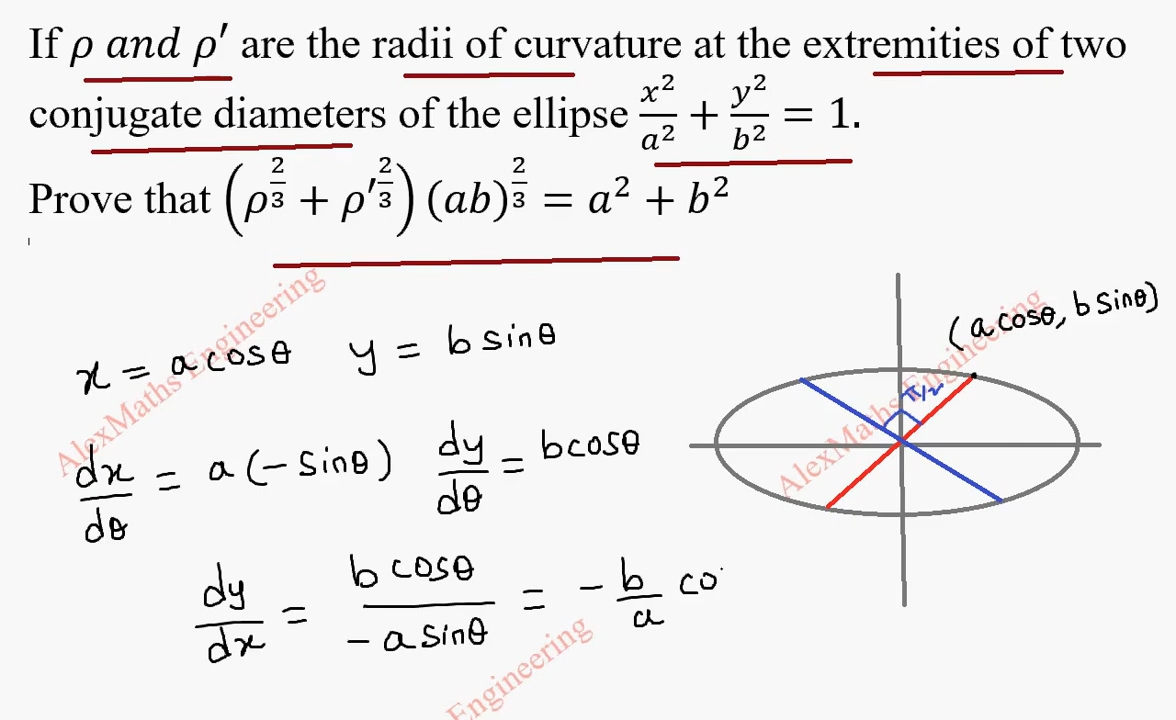 If ρ and ρ′ are the radii of curvature at the extremities of two
conjugate diameters of the ellipse x²/a² + y²/b² = 1.
Prove that (ρ^(2/3) + ρ′^(2/3)) (ab)^(2/3) = a² + b²
(a cosθ, b sinθ)
x = a cosθ y = b sinθ
π/2
dx/dθ = a(− sinθ) dy/dθ = b cosθ
dy/dx = b cosθ / − a sinθ = − b/a co
AlexMaths Engineering
AlexMaths Engineering
Engineering